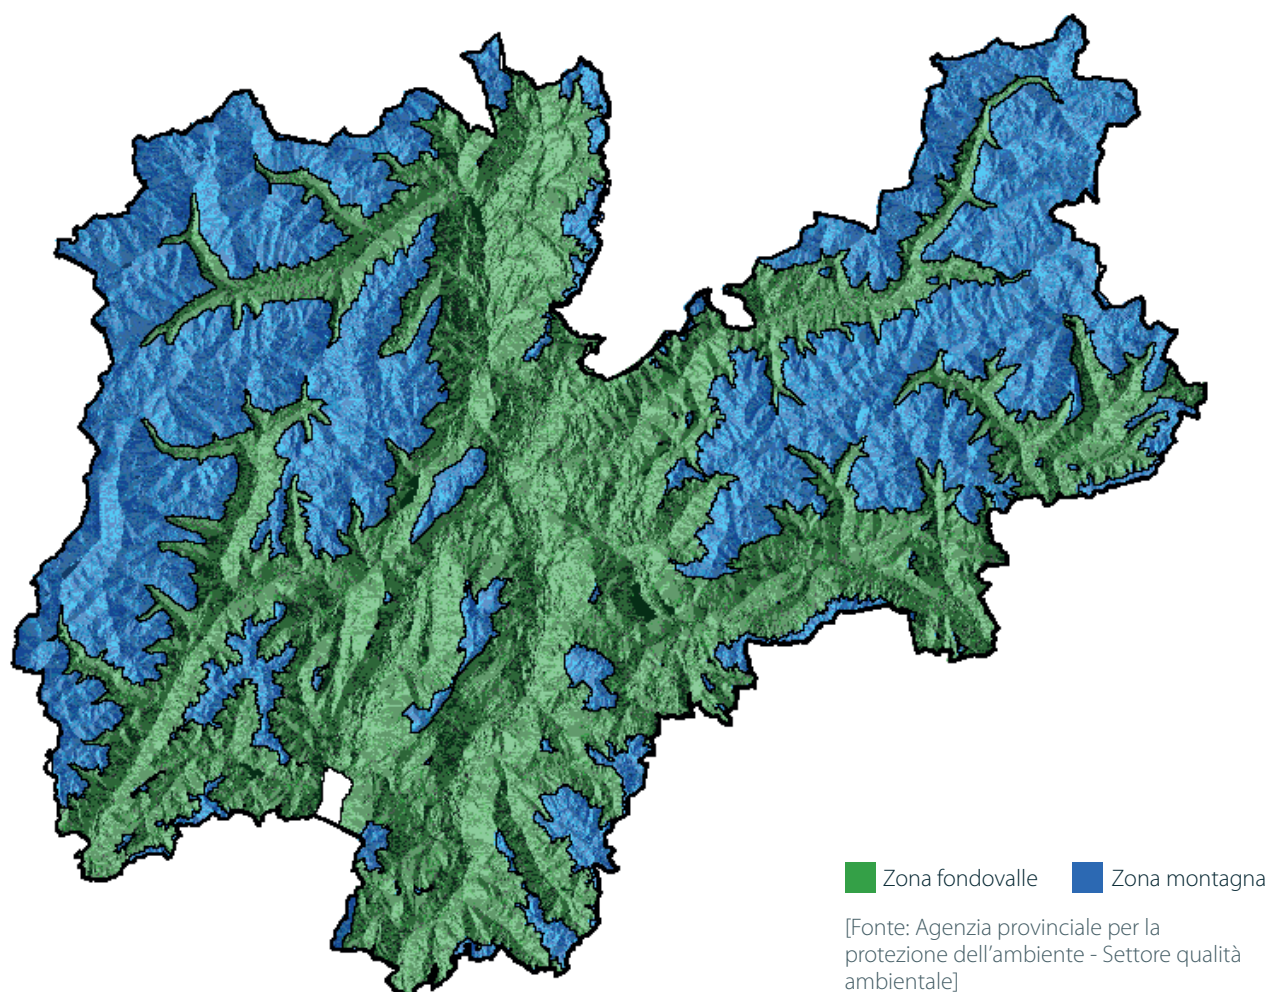 Zona fondovalle
Zona montagna
[Fonte: Agenzia provinciale per la
protezione dell’ambiente - Settore qualità
ambientale]